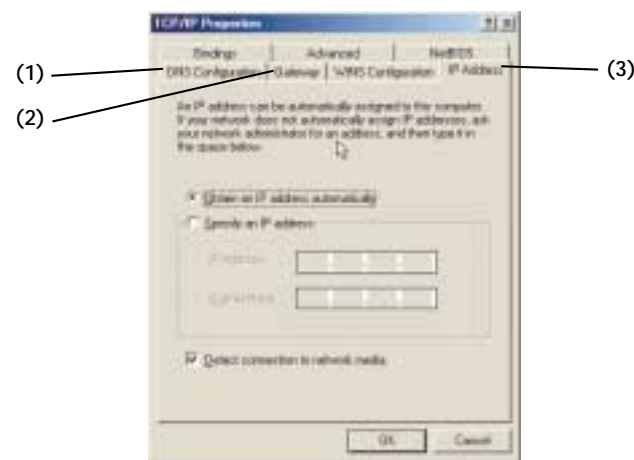 TCP/IP Properties
Bindings Advanced NetBIOS
(1) DNS Configuration Gateway WINS Configuration IP Address (3)
(2)
An IP address can be automatically assigned to this computer.
If your network does not automatically assign IP addresses, ask
your network administrator for an address, and then type it in
the space below.
Obtain an IP address automatically
Specify an IP address:
IP Address:
Subnet Mask:
Detect connection to network media
OK Cancel